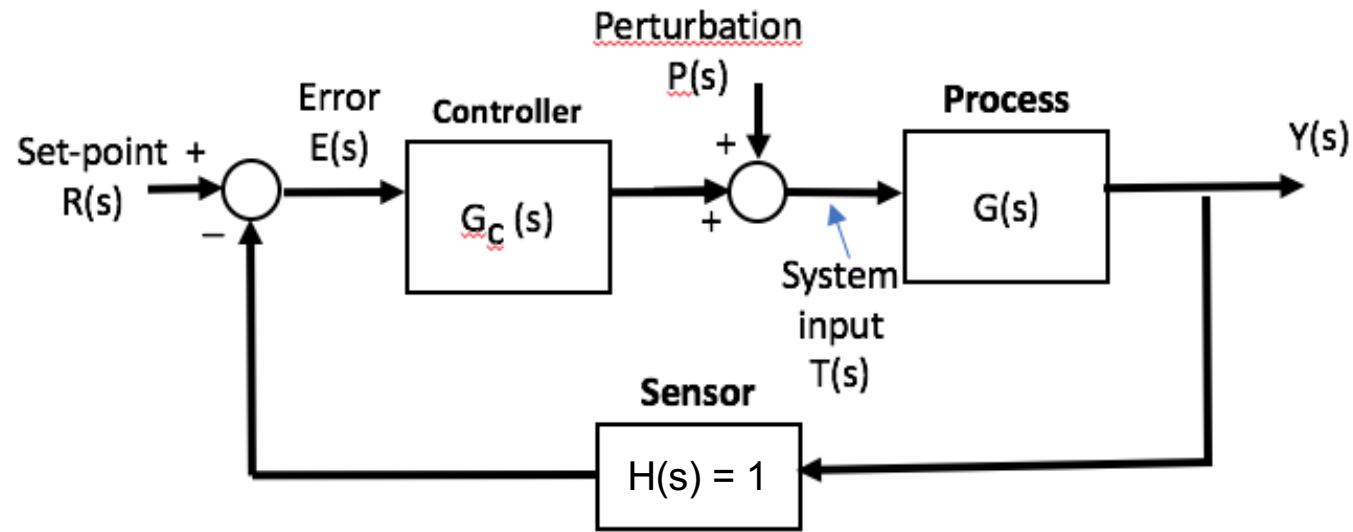 Perturbation
P(s)
Error
E(s)
Controller
Process
Set-point +
R(s)
–
G_C (s)
+
+
G(s)
Y(s)
System
input
T(s)
Sensor
H(s) = 1